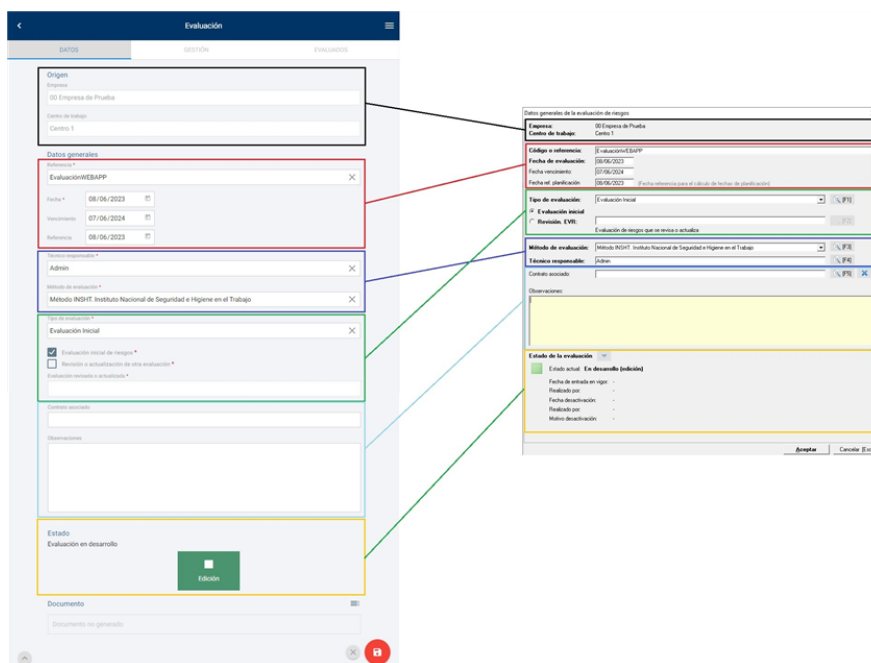 Evaluación
DATOS GESTIÓN EVALUADOS
Origen
Empresa
00 Empresa de Prueba
Centro de trabajo
Centro 1
Datos generales
Referencia *
EvaluaciónWEBAPP
Fecha * 08/06/2023
Vencimiento 07/06/2024
Referencia 08/06/2023
Técnico responsable *
Admin
Método de evaluación *
Método INSHT. Instituto Nacional de Seguridad e Higiene en el Trabajo
Tipo de evaluación *
Evaluación Inicial
Evaluación inicial de riesgos *
Revisión o actualización de otra evaluación *
Evaluación revisada o actualizada *
Contrato asociado
Observaciones
Estado
Evaluación en desarrollo
Edición
Documento
Documento no generado
Datos generales de la evaluación de riesgos
Empresa: 00 Empresa de Prueba
Centro de trabajo: Centro 1
Código o referencia: EvaluaciónWEBAPP
Fecha de evaluación: 08/06/2023
Fecha vencimiento: 07/06/2024
Fecha ref. planificación 08/06/2023 (Fecha referencia para el cálculo de fechas de planificación)
Tipo de evaluación: Evaluación Inicial [F1]
Evaluación inicial
Revisión. EVR:
Evaluación de riesgos que se revisa o actualiza
Método de evaluación: Método INSHT. Instituto Nacional de Seguridad e Higiene en el Trabajo [F3]
Técnico responsable: Admin [F4]
Contrato asociado [F5]
Observaciones:
Estado de la evaluación
Estado actual: En desarrollo (edición)
Fecha de entrada en vigor: -
Realizado por: -
Fecha desactivación: -
Realizado por: -
Motivo desactivación: -
Aceptar Cancelar [Esc